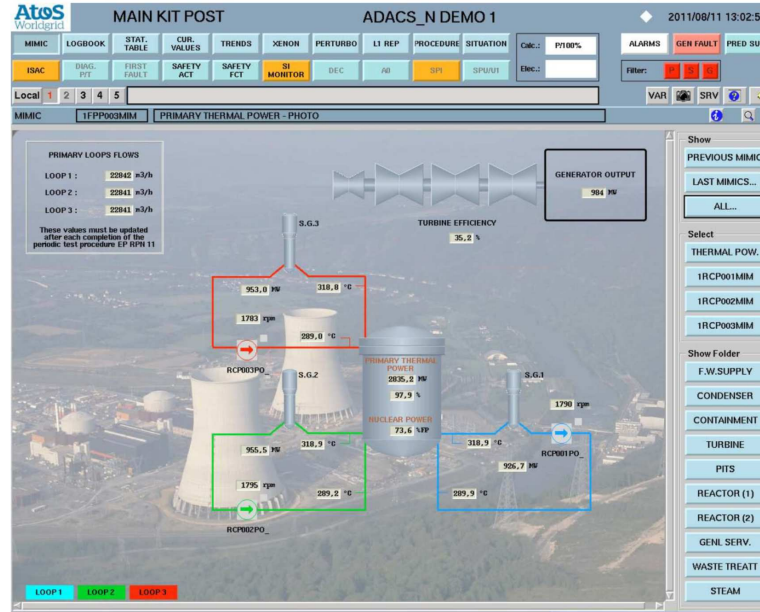 AtoS
Worldgrid
MAIN KIT POST
ADACS_N DEMO 1
2011/08/11 13:02:5
MIMIC
LOGBOOK
STAT. TABLE
CUR. VALUES
TRENDS
XENON
PERTURBO
L1 REP
PROCEDURE
SITUATION
Calc.: P/100%
ALARMS
GEN FAULT
PRED SU
ISAC
DIAG. P/T
FIRST FAULT
SAFETY ACT
SAFETY FCT
SI MONITOR
DEC
A0
SPI
SPU/UI
Elec.:
Filter:
Local 1 2 3 4 5
VAR
SRV
MIMIC 1FPP003MIM PRIMARY THERMAL POWER - PHOTO
PRIMARY LOOPS FLOWS
LOOP 1 : 22842 m3/h
LOOP 2 : 22841 m3/h
LOOP 3 : 22841 m3/h
These values must be updated
after each completion of the
periodic test procedure EP RPN 11
GENERATOR OUTPUT
984 MW
TURBINE EFFICIENCY
35,2 %
S.G.3
953,0 MW
318,8 °C
1783 rpm
289,0 °C
RCP003PO_
PRIMARY THERMAL
POWER
2835,2 MW
97,9 %
NUCLEAR POWER
73,6 %FP
S.G.2
955,5 MW
318,9 °C
1795 rpm
289,2 °C
RCP002PO_
S.G.1
1790 rpm
318,9 °C
RCP001PO_
926,7 MW
289,9 °C
LOOP 1
LOOP 2
LOOP 3
Show
PREVIOUS MIMIC
LAST MIMICS...
ALL...
Select
THERMAL POW.
1RCP001MIM
1RCP002MIM
1RCP003MIM
Show Folder
F.W.SUPPLY
CONDENSER
CONTAINMENT
TURBINE
PITS
REACTOR (1)
REACTOR (2)
GENL SERV.
WASTE TREATT
STEAM